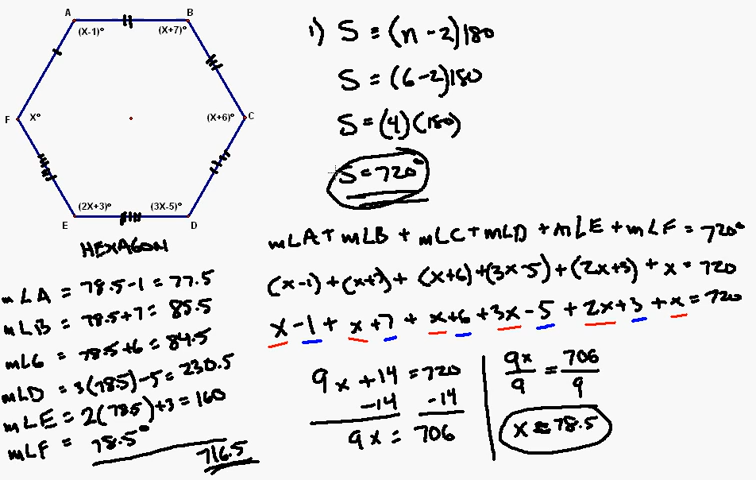 A
B
(X-1)°
(X+7)°
F
X°
(X+6)°
C
(2X+3)°
(3X-5)°
E
D
HEXAGON
1) S = (n-2)180
S = (6-2)180
S = (4)(180)
S = 720°
m∠A + m∠B + m∠C + m∠D + m∠E + m∠F = 720°
(x-1) + (x+7) + (x+6) + (3x-5) + (2x+3) + x = 720
x-1 + x+7 + x+6 + 3x-5 + 2x+3 + x = 720
9x + 14 = 720
-14 -14
9x = 706
9x/9 = 706/9
x ≈ 78.5
m∠A = 78.5-1 = 77.5
m∠B = 78.5+7 = 85.5
m∠C = 78.5+6 = 84.5
m∠D = 3(78.5)-5 = 230.5
m∠E = 2(78.5)+3 = 160
m∠F = 78.5°
716.5